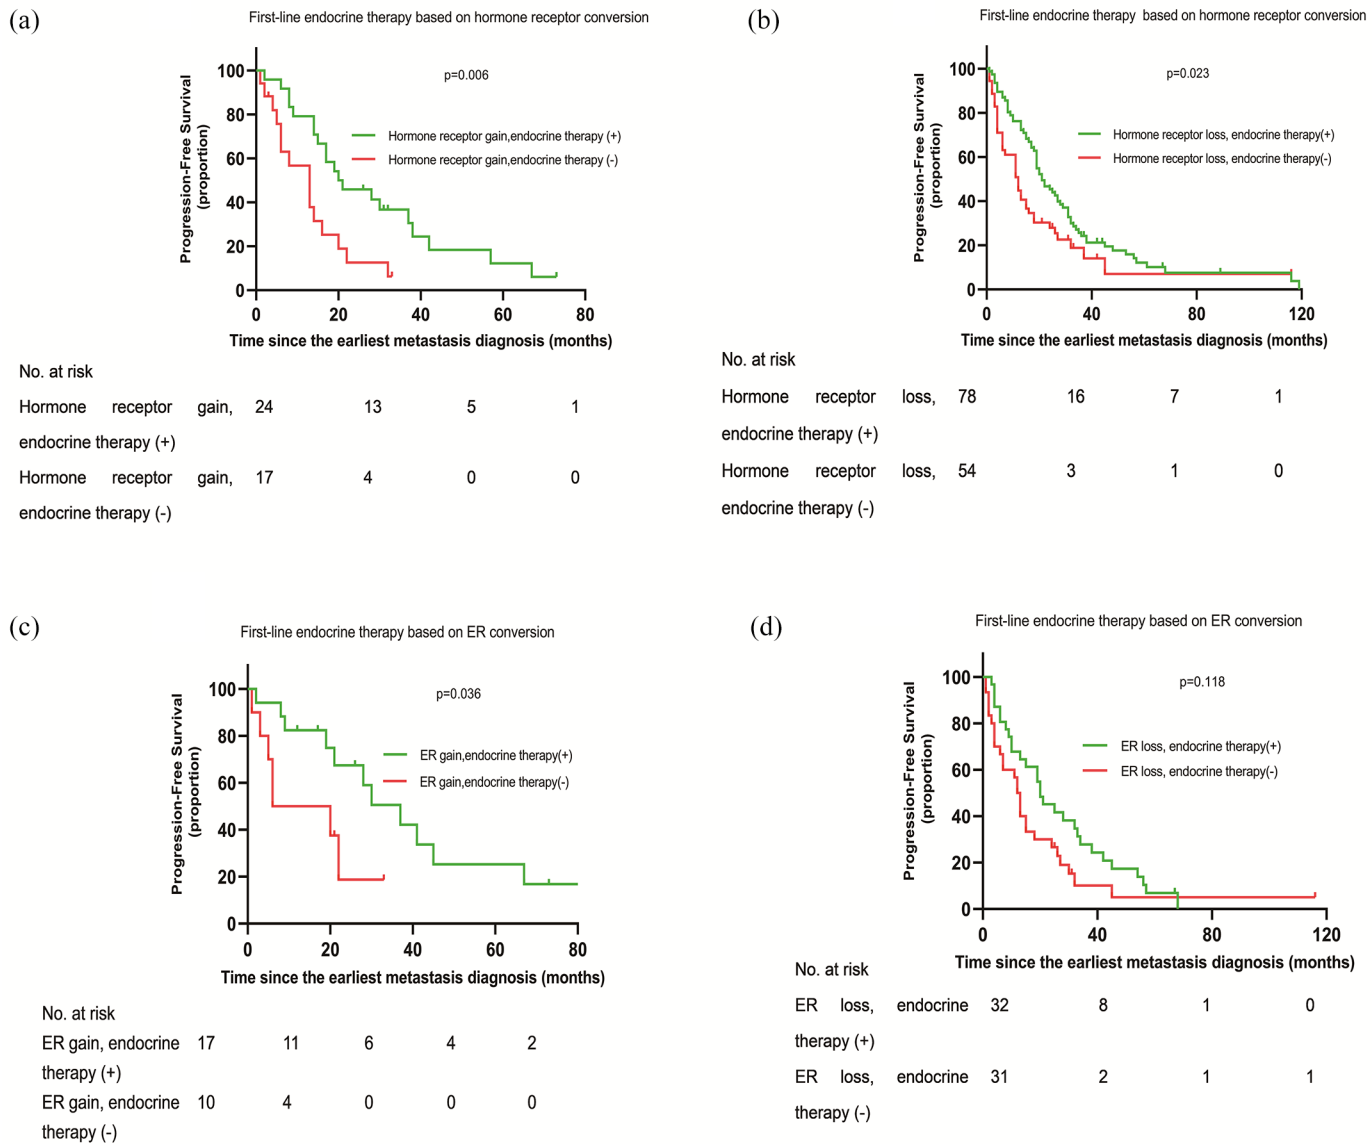 (a)
First-line endocrine therapy based on hormone receptor conversion
p=0.006
Hormone receptor gain,endocrine therapy (+)
Hormone receptor gain,endocrine therapy (-)
Progression-Free Survival
(proportion)
100
80
60
40
20
0
0 20 40 60 80
Time since the earliest metastasis diagnosis (months)
No. at risk
Hormone receptor gain, 24 13 5 1
endocrine therapy (+)
Hormone receptor gain, 17 4 0 0
endocrine therapy (-)
(b)
First-line endocrine therapy based on hormone receptor conversion
p=0.023
Hormone receptor loss, endocrine therapy(+)
Hormone receptor loss, endocrine therapy(-)
Progression-Free Survival
(proportion)
100
80
60
40
20
0
0 40 80 120
Time since the earliest metastasis diagnosis (months)
No. at risk
Hormone receptor loss, 78 16 7 1
endocrine therapy (+)
Hormone receptor loss, 54 3 1 0
endocrine therapy (-)
(c)
First-line endocrine therapy based on ER conversion
p=0.036
ER gain,endocrine therapy(+)
ER gain,endocrine therapy(-)
Progression-Free Survival
(proportion)
100
80
60
40
20
0
0 20 40 60 80
Time since the earliest metastasis diagnosis (months)
No. at risk
ER gain, endocrine 17 11 6 4 2
therapy (+)
ER gain, endocrine 10 4 0 0 0
therapy (-)
(d)
First-line endocrine therapy based on ER conversion
p=0.118
ER loss, endocrine therapy(+)
ER loss, endocrine therapy(-)
Progression-Free Survival
(proportion)
100
80
60
40
20
0
0 40 80 120
Time since the earliest metastasis diagnosis (months)
No. at risk
ER loss, endocrine 32 8 1 0
therapy (+)
ER loss, endocrine 31 2 1 1
therapy (-)